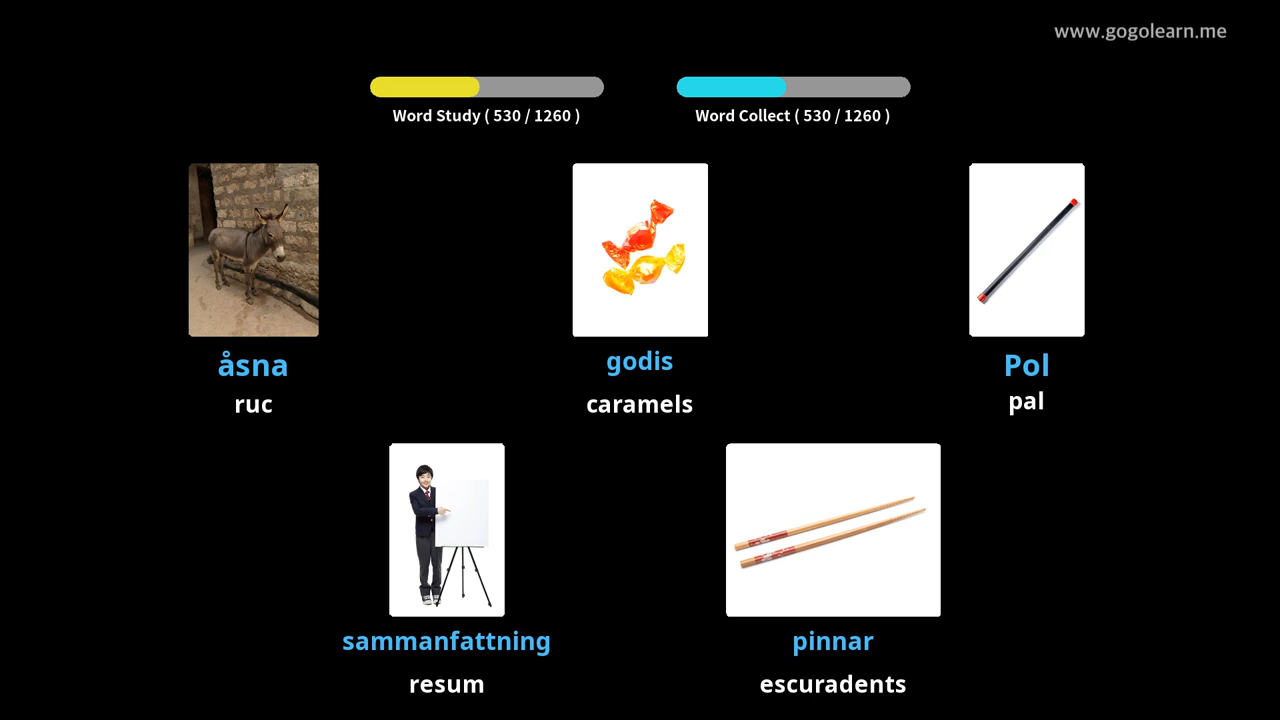 www.gogolearn.me
Word Study ( 530 / 1260 )
Word Collect ( 530 / 1260 )
åsna
godis
Pol
ruc
caramels
pal
sammanfattning
pinnar
resum
escuradents